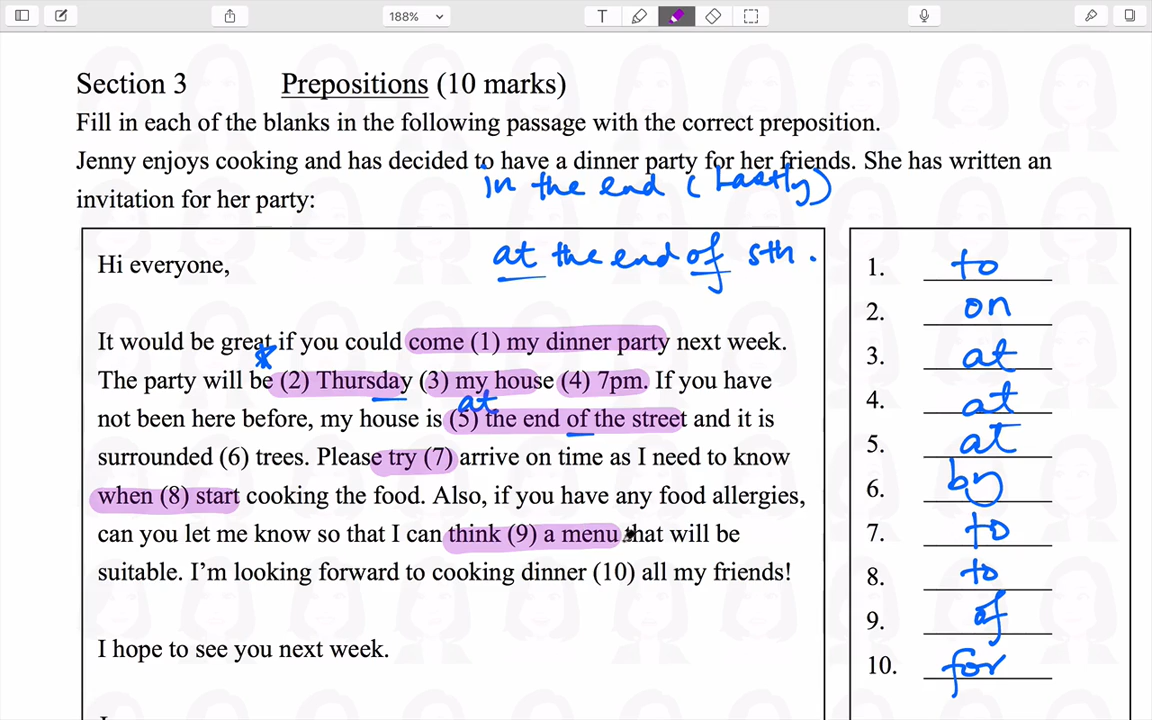 188%
T
Section 3 Prepositions (10 marks)
Fill in each of the blanks in the following passage with the correct preposition.
Jenny enjoys cooking and has decided to have a dinner party for her friends. She has written an
in the end (Lastly)
invitation for her party:
at the end of sth.
Hi everyone,
It would be great if you could come (1) my dinner party next week.
The party will be (2) Thursday (3) my house (4) 7pm. If you have
at
not been here before, my house is (5) the end of the street and it is
surrounded (6) trees. Please try (7) arrive on time as I need to know
when (8) start cooking the food. Also, if you have any food allergies,
can you let me know so that I can think (9) a menu that will be
suitable. I'm looking forward to cooking dinner (10) all my friends!
I hope to see you next week.
1. to
2. on
3. at
4. at
5. at
6. by
7. to
8. to
9. of
10. for